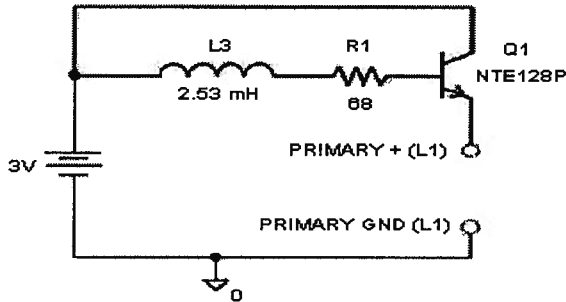 L3
2.53 mH
R1
68
Q1
NTE128P
3V
PRIMARY + (L1)
PRIMARY GND (L1)
0